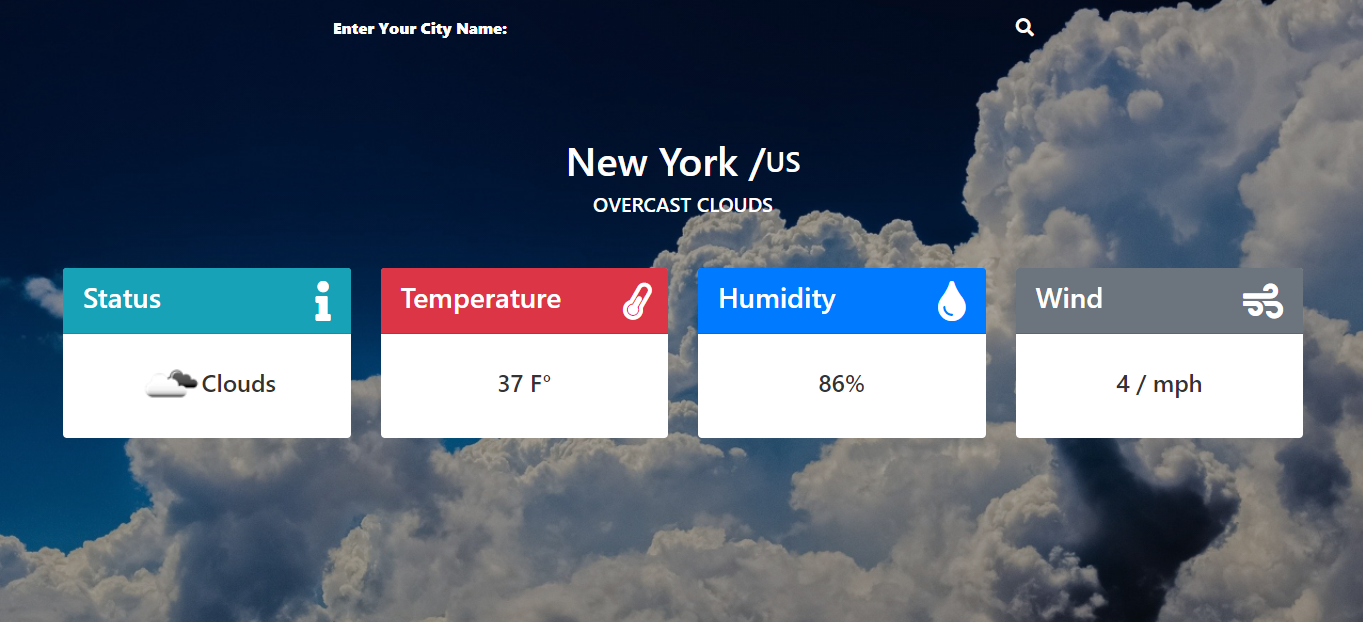 Enter Your City Name:
New York /US
OVERCAST CLOUDS
Status
Clouds
Temperature
37 F°
Humidity
86%
Wind
4 / mph